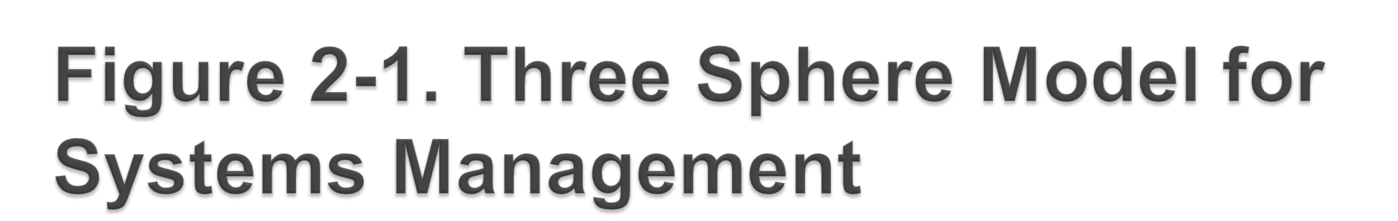 Figure 2-1. Three Sphere Model for
Systems Management